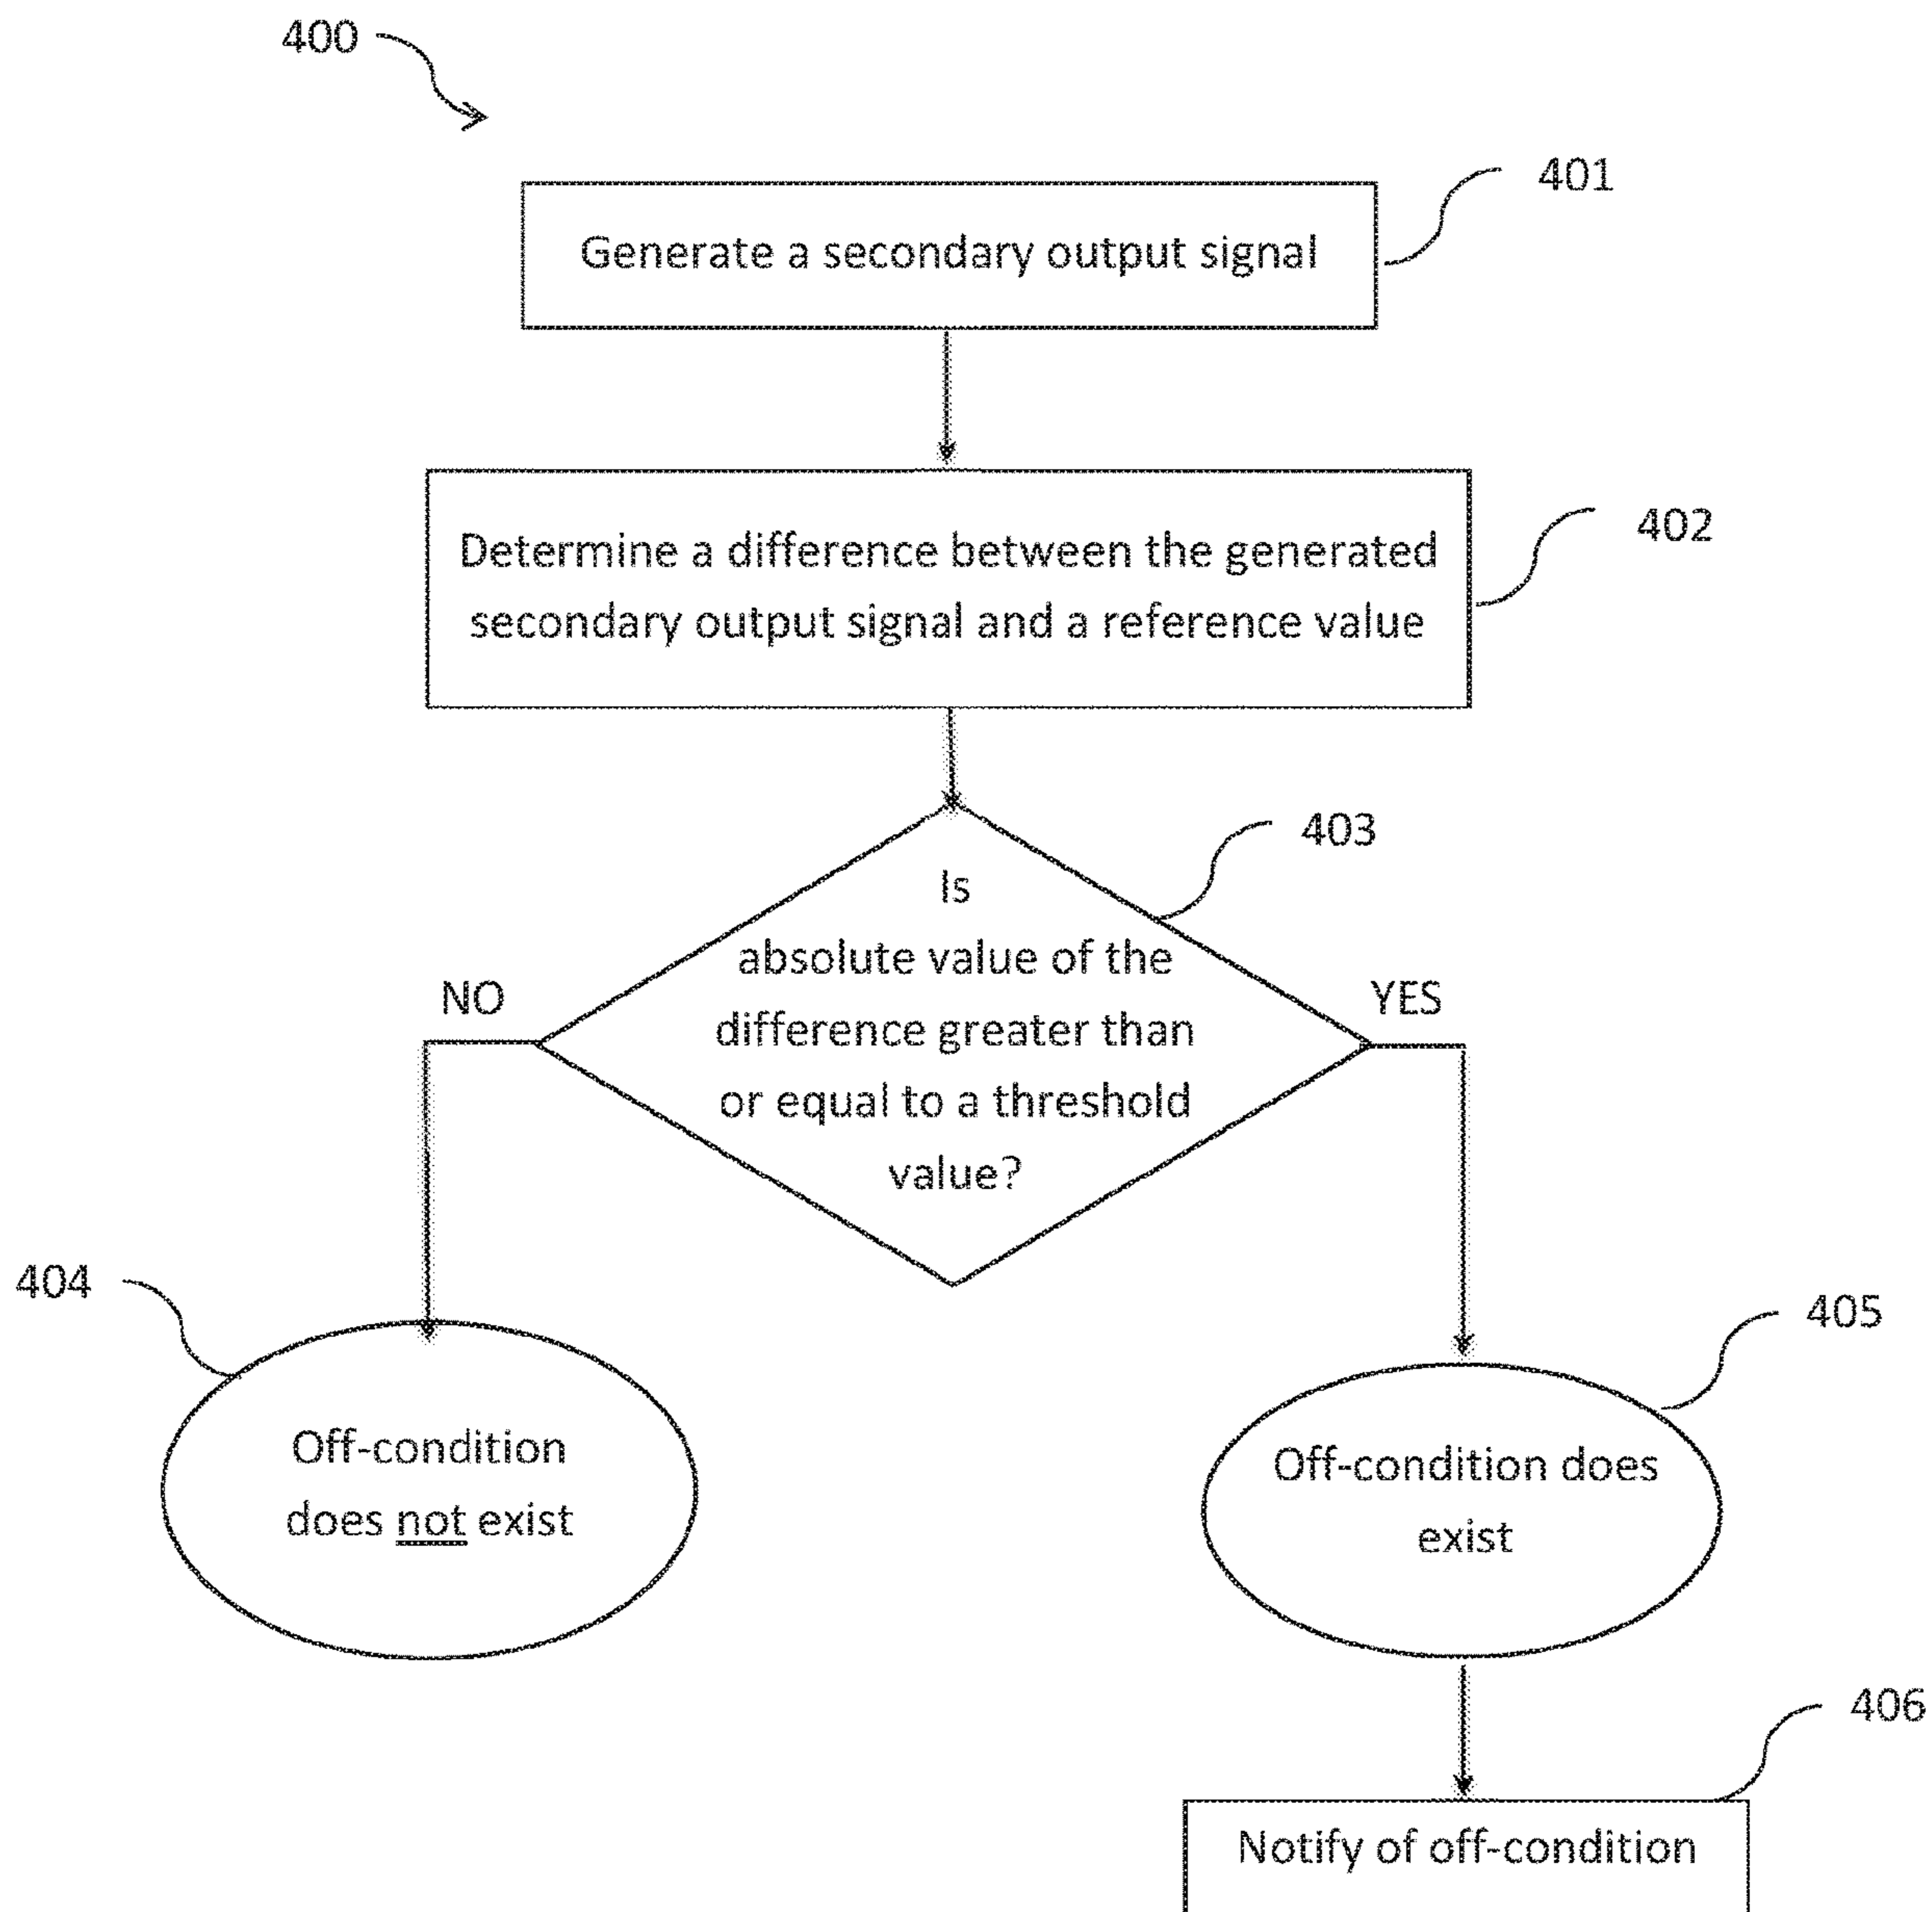 400
401
Generate a secondary output signal
402
Determine a difference between the generated
secondary output signal and a reference value
403
Is
absolute value of the
difference greater than
or equal to a threshold
value?
NO
YES
404
405
Off-condition
does not exist
Off-condition does
exist
406
Notify of off-condition